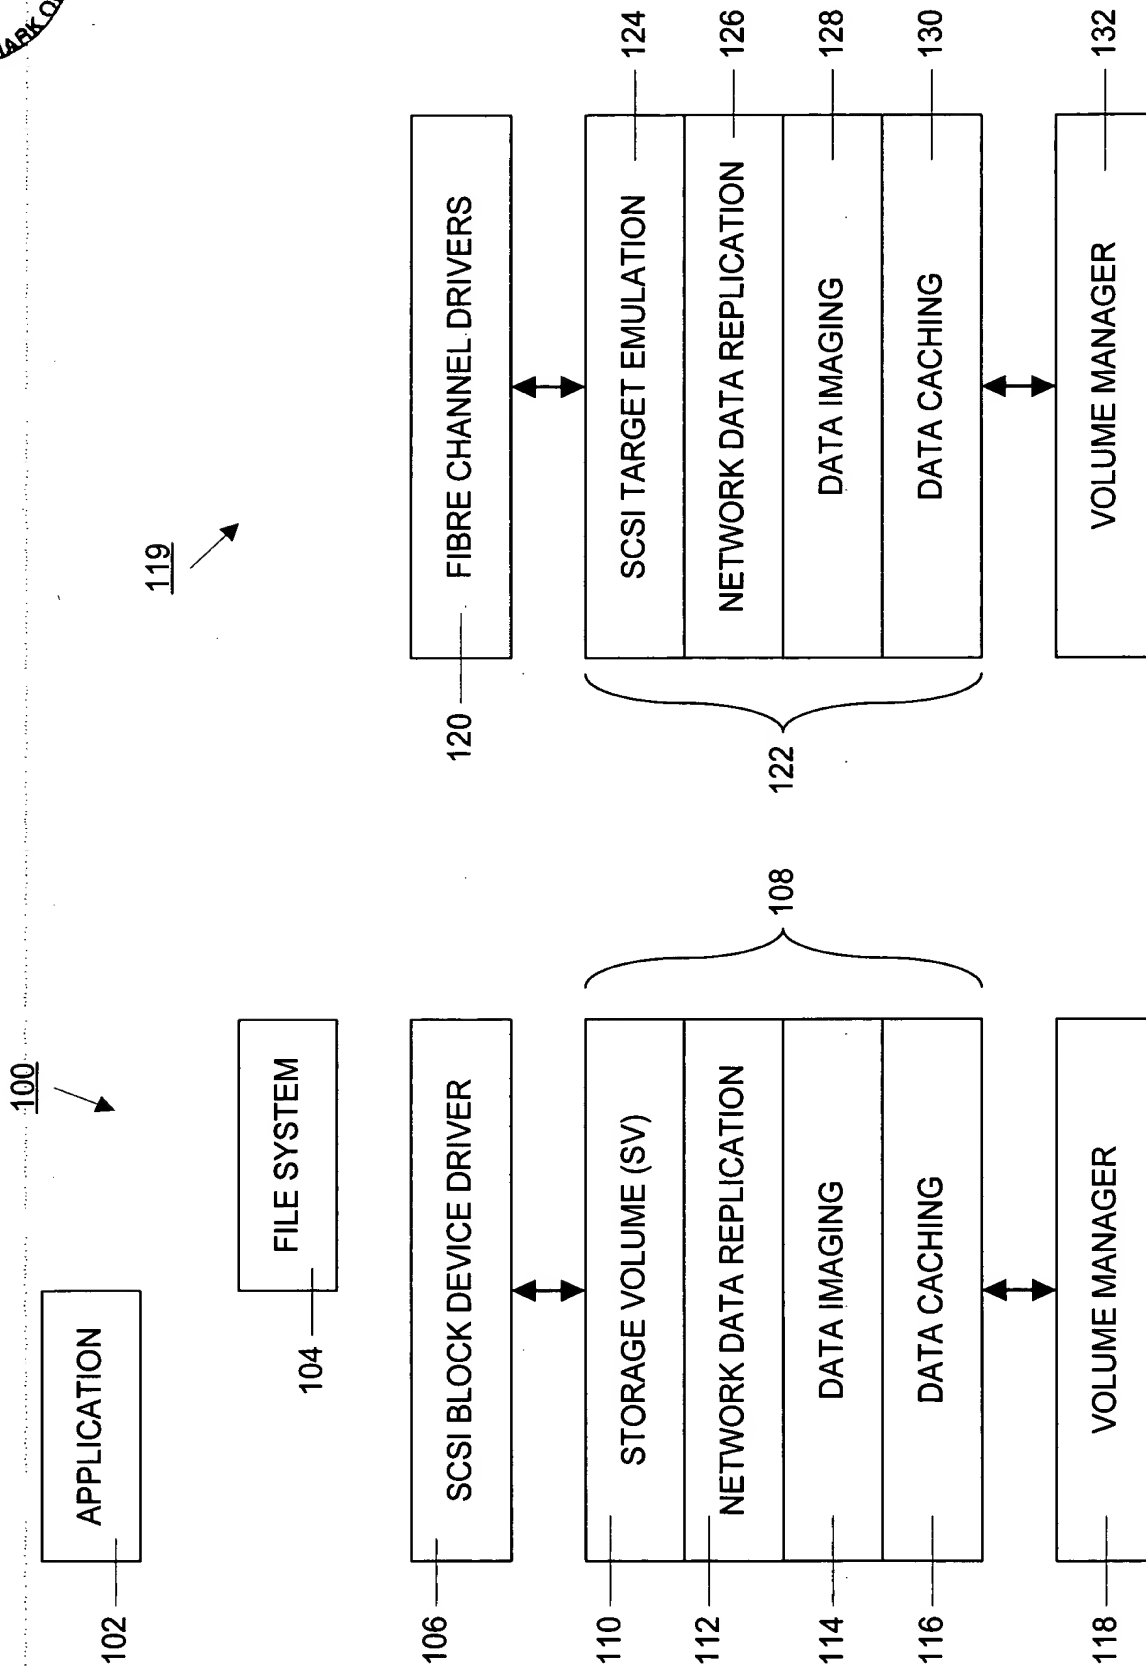 ARK O
100
119
APPLICATION
102
FILE SYSTEM
104
SCSI BLOCK DEVICE DRIVER
106
STORAGE VOLUME (SV)
110
NETWORK DATA REPLICATION
112
DATA IMAGING
114
DATA CACHING
116
108
VOLUME MANAGER
118
FIBRE CHANNEL DRIVERS
120
SCSI TARGET EMULATION
124
NETWORK DATA REPLICATION
126
DATA IMAGING
128
DATA CACHING
130
122
VOLUME MANAGER
132